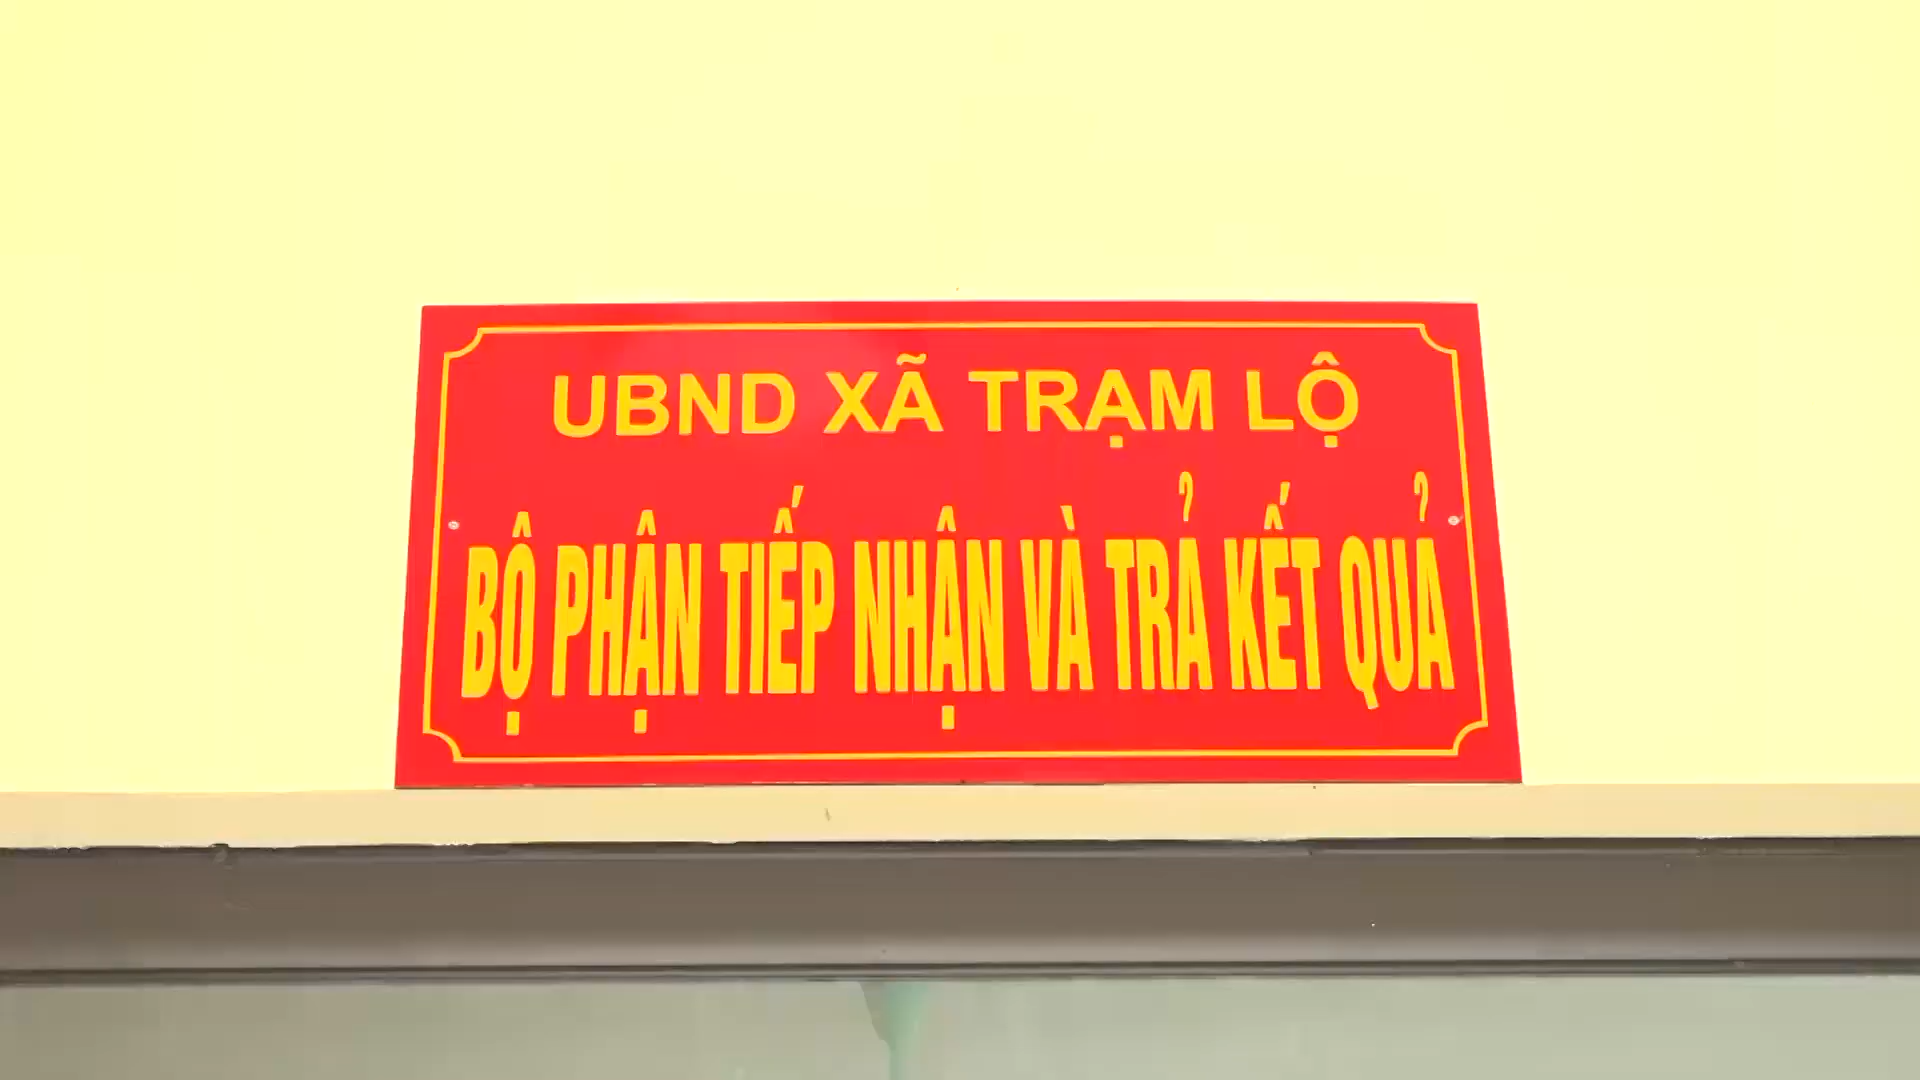 UBND XÃ TRẠM LỘ
BỘ PHẬN TIẾP NHẬN VÀ TRẢ KẾT QUẢ